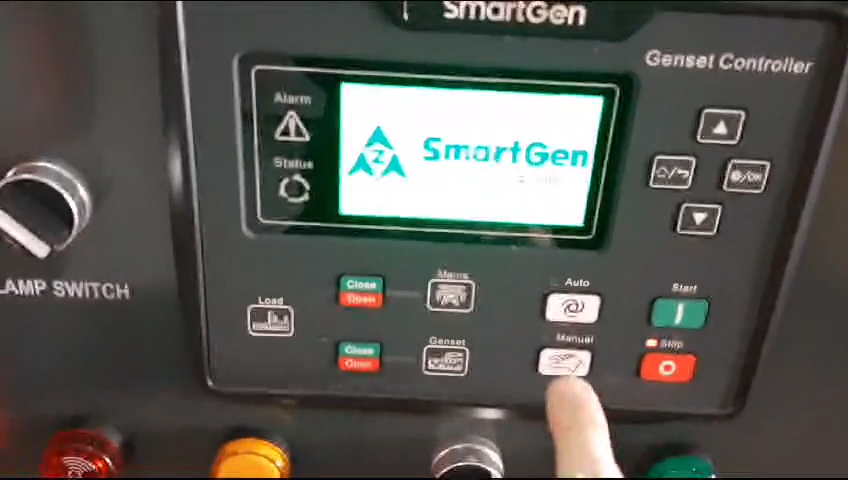 SmartGen
Genset Controller
Alarm
Status
Z
SmartGen
LAMP SWITCH
Load
Close
Open
Mains
Auto
Start
Close
Open
Genset
Manual
Stop
/OK